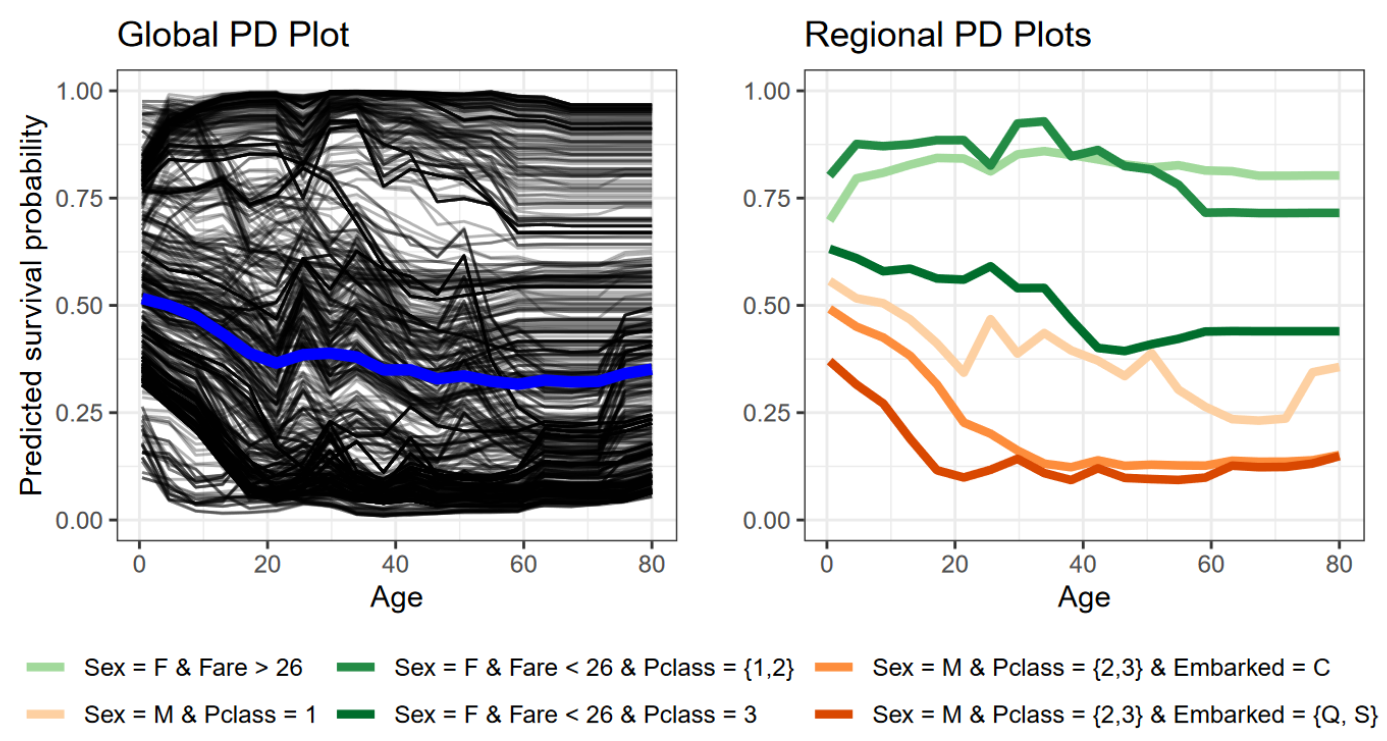 Global PD Plot
Regional PD Plots
Predicted survival probability
1.00
0.75
0.50
0.25
0.00
0 20 40 60 80
Age
1.00
0.75
0.50
0.25
0.00
0 20 40 60 80
Age
Sex = F & Fare > 26
Sex = F & Fare < 26 & Pclass = {1,2}
Sex = M & Pclass = {2,3} & Embarked = C
Sex = M & Pclass = 1
Sex = F & Fare < 26 & Pclass = 3
Sex = M & Pclass = {2,3} & Embarked = {Q, S}